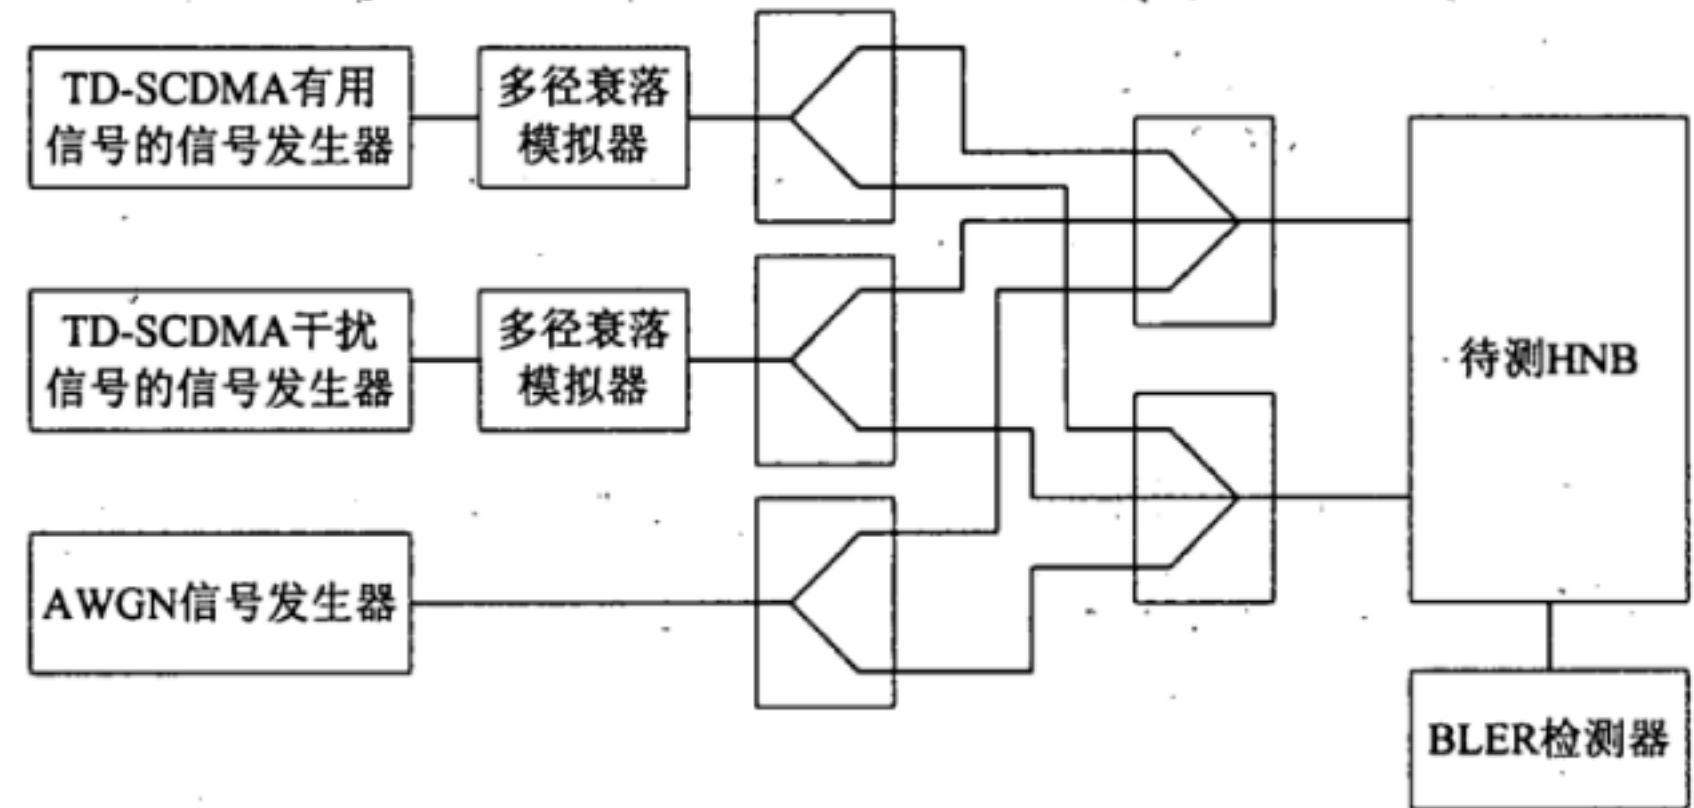 TD-SCDMA有用
信号的信号发生器
多径衰落
模拟器
TD-SCDMA干扰
信号的信号发生器
多径衰落
模拟器
AWGN信号发生器
待测HNB
BLER检测器